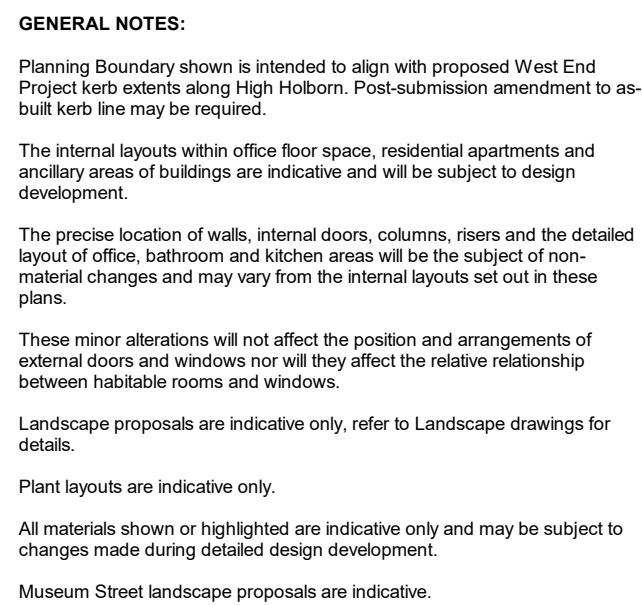 GENERAL NOTES:
Planning Boundary shown is intended to align with proposed West End
Project kerb extents along High Holborn. Post-submission amendment to as-
built kerb line may be required.
The internal layouts within office floor space, residential apartments and
ancillary areas of buildings are indicative and will be subject to design
development.
The precise location of walls, internal doors, columns, risers and the detailed
layout of office, bathroom and kitchen areas will be the subject of non-
material changes and may vary from the internal layouts set out in these
plans.
These minor alterations will not affect the position and arrangements of
external doors and windows nor will they affect the relative relationship
between habitable rooms and windows.
Landscape proposals are indicative only, refer to Landscape drawings for
details.
Plant layouts are indicative only.
All materials shown or highlighted are indicative only and may be subject to
changes made during detailed design development.
Museum Street landscape proposals are indicative.